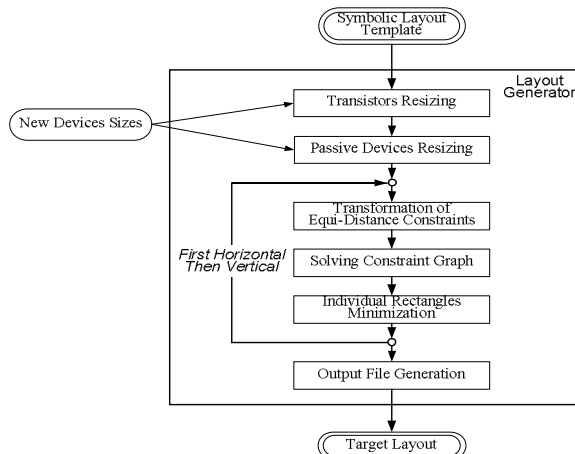 Symbolic Layout
Template
Layout
Generator
Transistors Resizing
New Devices Sizes
Passive Devices Resizing
Transformation of
Equi-Distance Constraints
First Horizontal
Then Vertical
Solving Constraint Graph
Individual Rectangles
Minimization
Output File Generation
Target Layout